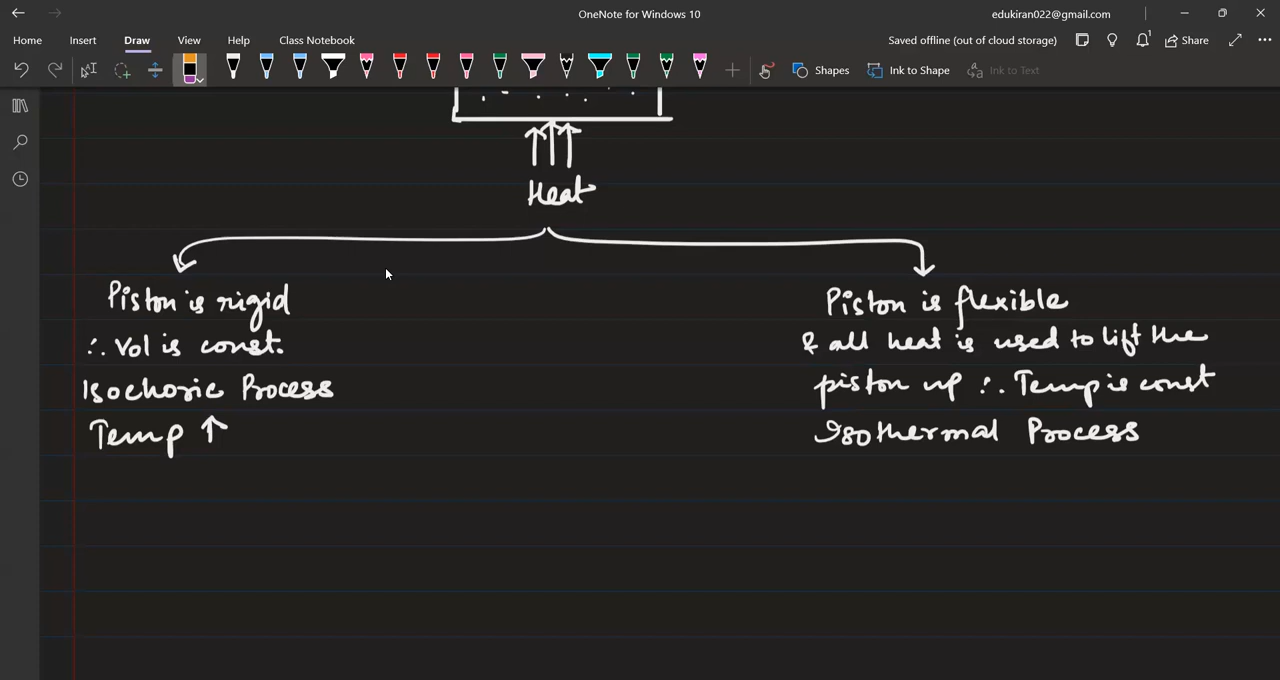 OneNote for Windows 10
edukiran022@gmail.com
Home Insert Draw View Help Class Notebook
Saved offline (out of cloud storage)
1
Share
Shapes
Ink to Shape
Ink to Text
Heat
Piston is rigid
∴ Vol is const.
Isochoric Process
Temp ↑
Piston is flexible
& all heat is used to lift the
piston up ∴ Temp is const
Isothermal Process